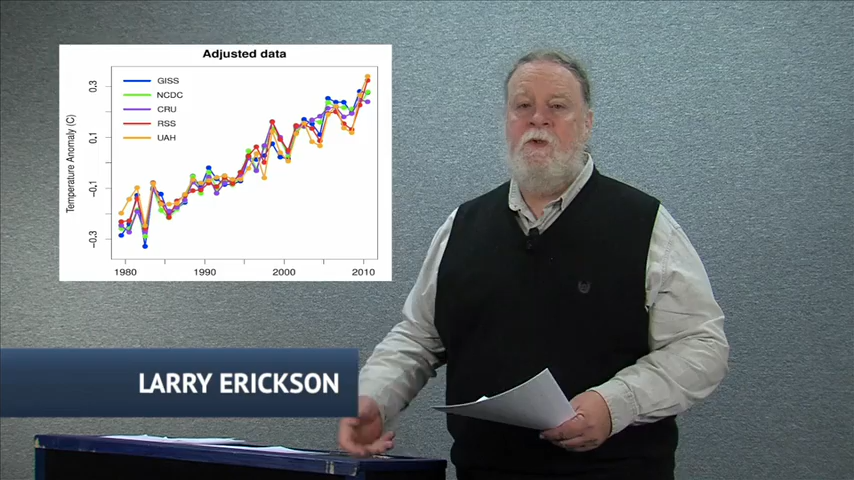 Adjusted data
GISS
NCDC
CRU
RSS
UAH
Temperature Anomaly (C)
0.3
0.1
−0.1
−0.3
1980
1990
2000
2010
LARRY ERICKSON